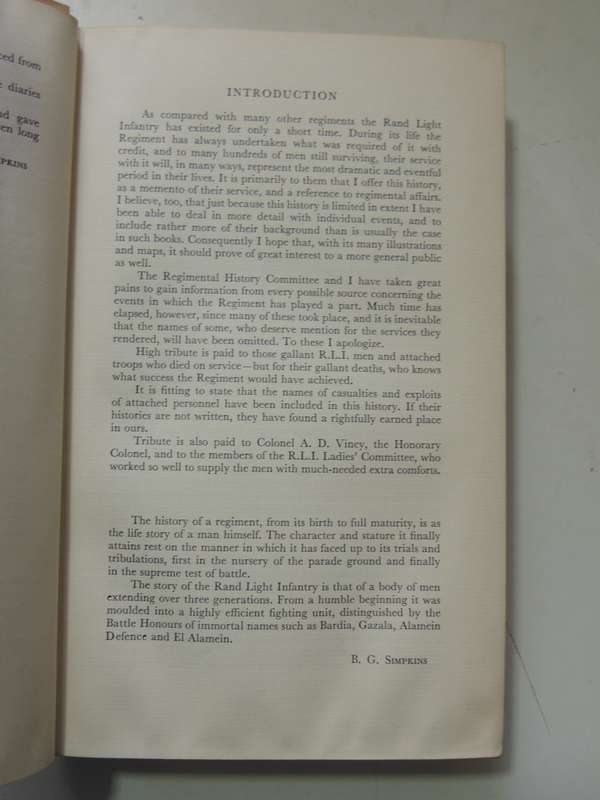 ced from
diaries
nd gave
en long
PKINS
INTRODUCTION
As compared with many other regiments the Rand Light
Infantry has existed for only a short time. During its life the
Regiment has always undertaken what was required of it with
credit, and to many hundreds of men still surviving, their service
with it will, in many ways, represent the most dramatic and eventful
period in their lives. It is primarily to them that I offer this history,
as a memento of their service, and a reference to regimental affairs.
I believe, too, that just because this history is limited in extent I have
been able to deal in more detail with individual events, and to
include rather more of their background than is usually the case
in such books. Consequently I hope that, with its many illustrations
and maps, it should prove of great interest to a more general public
as well.
The Regimental History Committee and I have taken great
pains to gain information from every possible source concerning the
events in which the Regiment has played a part. Much time has
elapsed, however, since many of these took place, and it is inevitable
that the names of some, who deserve mention for the services they
rendered, will have been omitted. To these I apologize.
High tribute is paid to those gallant R.L.I. men and attached
troops who died on service—but for their gallant deaths, who knows
what success the Regiment would have achieved.
It is fitting to state that the names of casualties and exploits
of attached personnel have been included in this history. If their
histories are not written, they have found a rightfully earned place
in ours.
Tribute is also paid to Colonel A. D. Viney, the Honorary
Colonel, and to the members of the R.L.I. Ladies' Committee, who
worked so well to supply the men with much-needed extra comforts.
The history of a regiment, from its birth to full maturity, is as
the life story of a man himself. The character and stature it finally
attains rest on the manner in which it has faced up to its trials and
tribulations, first in the nursery of the parade ground and finally
in the supreme test of battle.
The story of the Rand Light Infantry is that of a body of men
extending over three generations. From a humble beginning it was
moulded into a highly efficient fighting unit, distinguished by the
Battle Honours of immortal names such as Bardia, Gazala, Alamein
Defence and El Alamein.
B. G. SIMPKINS